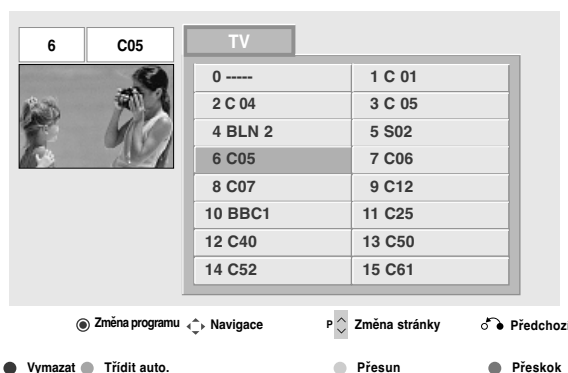 6 C05 TV
0 ----- 1 C 01
2 C 04 3 C 05
4 BLN 2 5 S02
6 C05 7 C06
8 C07 9 C12
10 BBC1 11 C25
12 C40 13 C50
14 C52 15 C61
Změna programu Navigace P Změna stránky Předchozí
Vymazat Třídit auto. Přesun Přeskok